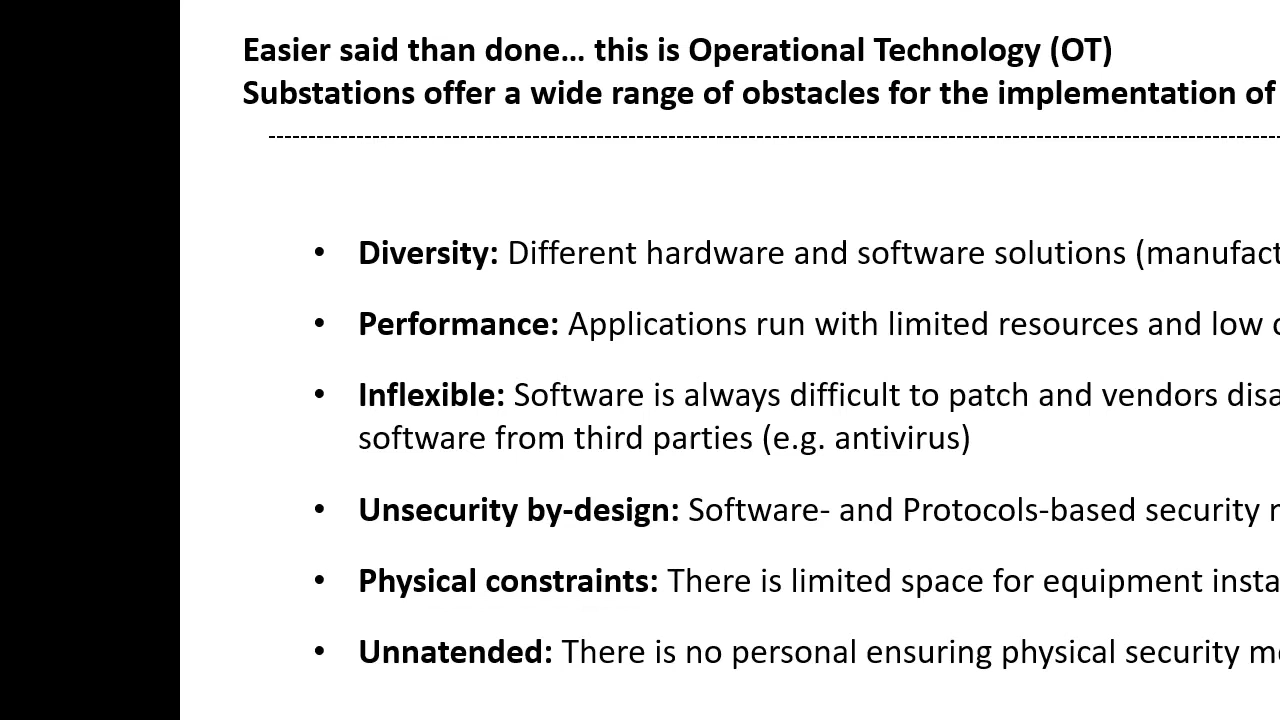 Easier said than done… this is Operational Technology (OT)
Substations offer a wide range of obstacles for the implementation of
• Diversity: Different hardware and software solutions (manufact
• Performance: Applications run with limited resources and low
• Inflexible: Software is always difficult to patch and vendors disa
software from third parties (e.g. antivirus)
• Unsecurity by-design: Software- and Protocols-based security
• Physical constraints: There is limited space for equipment insta
• Unnatended: There is no personal ensuring physical security